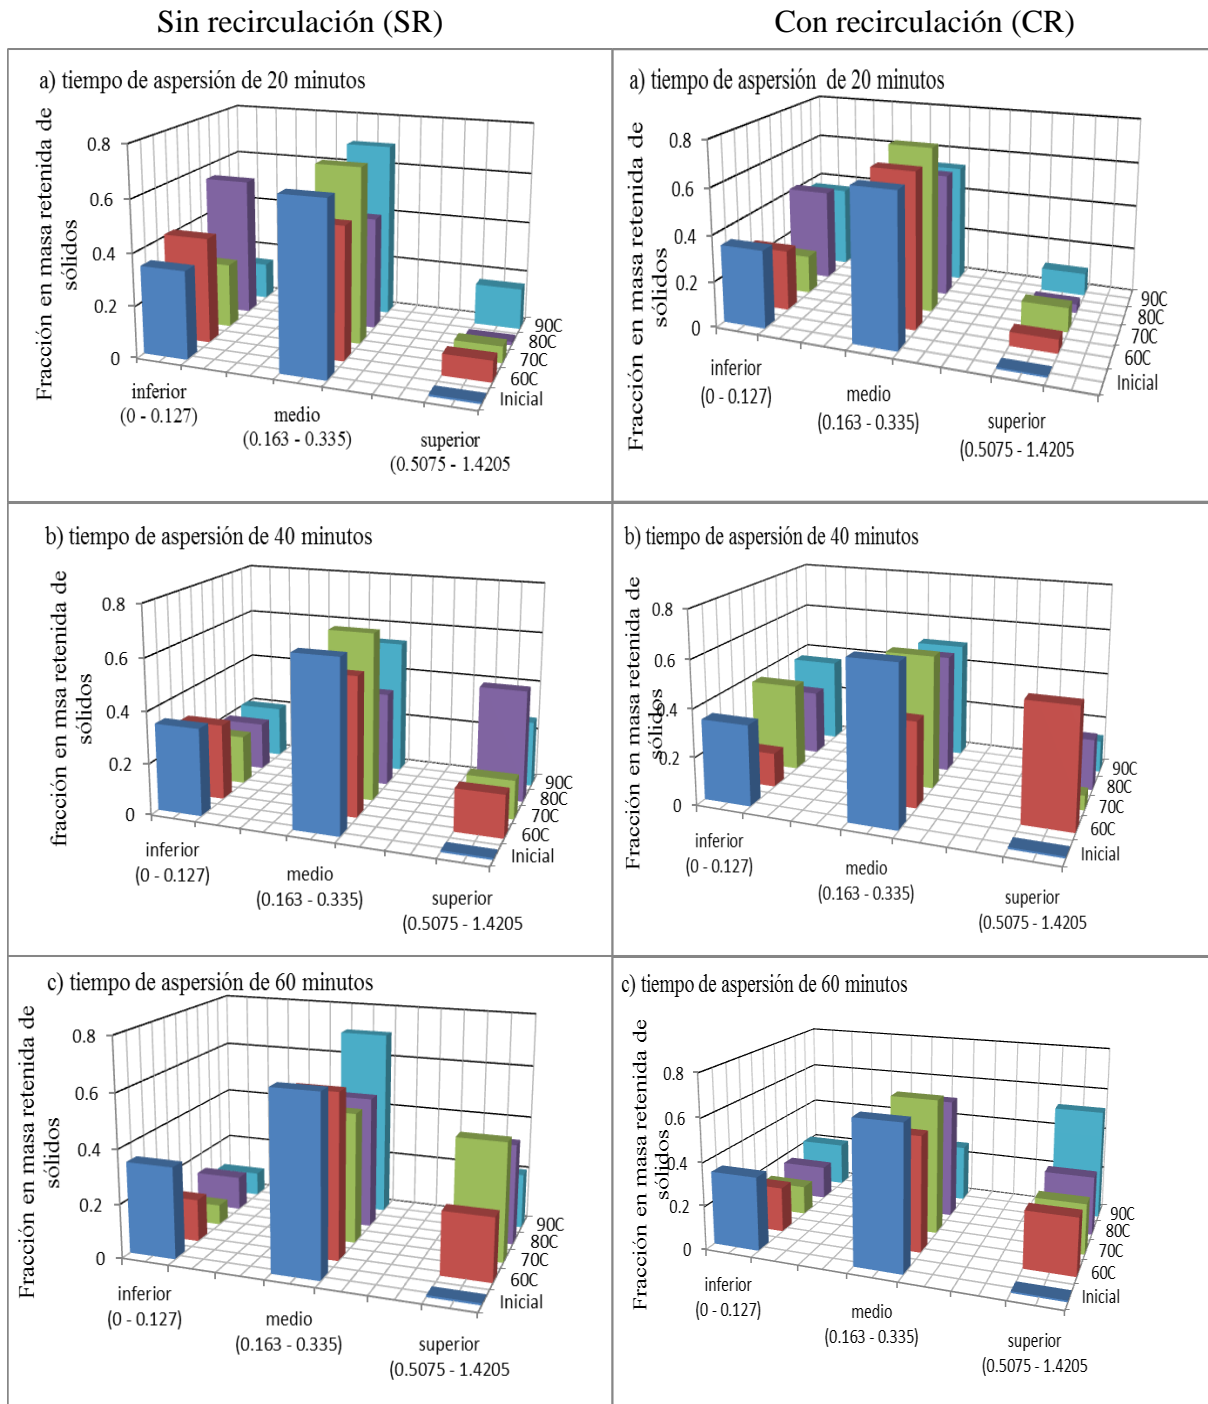 Sin recirculación (SR)
Con recirculación (CR)
a) tiempo de aspersión de 20 minutos
Fracción en masa retenida de
sólidos
0.8
0.6
0.4
0.2
0
90C
80C
70C
60C
Inicial
inferior
(0 - 0.127)
medio
(0.163 - 0.335)
superior
(0.5075 - 1.4205
a) tiempo de aspersión de 20 minutos
Fracción en masa retenida de
sólidos
0.8
0.6
0.4
0.2
0
90C
80C
70C
60C
Inicial
inferior
(0 - 0.127)
medio
(0.163 - 0.335)
superior
(0.5075 - 1.4205
b) tiempo de aspersión de 40 minutos
fracción en msa retenida de
sólidos
0.8
0.6
0.4
0.2
0
90C
80C
70C
60C
Inicial
inferior
(0 - 0.127)
medio
(0.163 - 0.335)
superior
(0.5075 - 1.4205
b) tiempo de aspersión de 40 minutos
Fracción en masa retenida de
sólidos
0.8
0.6
0.4
0.2
0
90C
80C
70C
60C
Inicial
inferior
(0 - 0.127)
medio
(0.163 - 0.335)
superior
(0.5075 - 1.4205
c) tiempo de aspersión de 60 minutos
Fracción en masa retenida de
sólidos
0.8
0.6
0.4
0.2
0
90C
80C
70C
60C
Inicial
inferior
(0 - 0.127)
medio
(0.163 - 0.335)
superior
(0.5075 - 1.4205
c) tiempo de aspersión de 60 minutos
Fracción en masa retenida de
sólidos
0.8
0.6
0.4
0.2
0
90C
80C
70C
60C
Inicial
inferior
(0 - 0.127)
medio
(0.163 - 0.335)
superior
(0.5075 - 1.4205